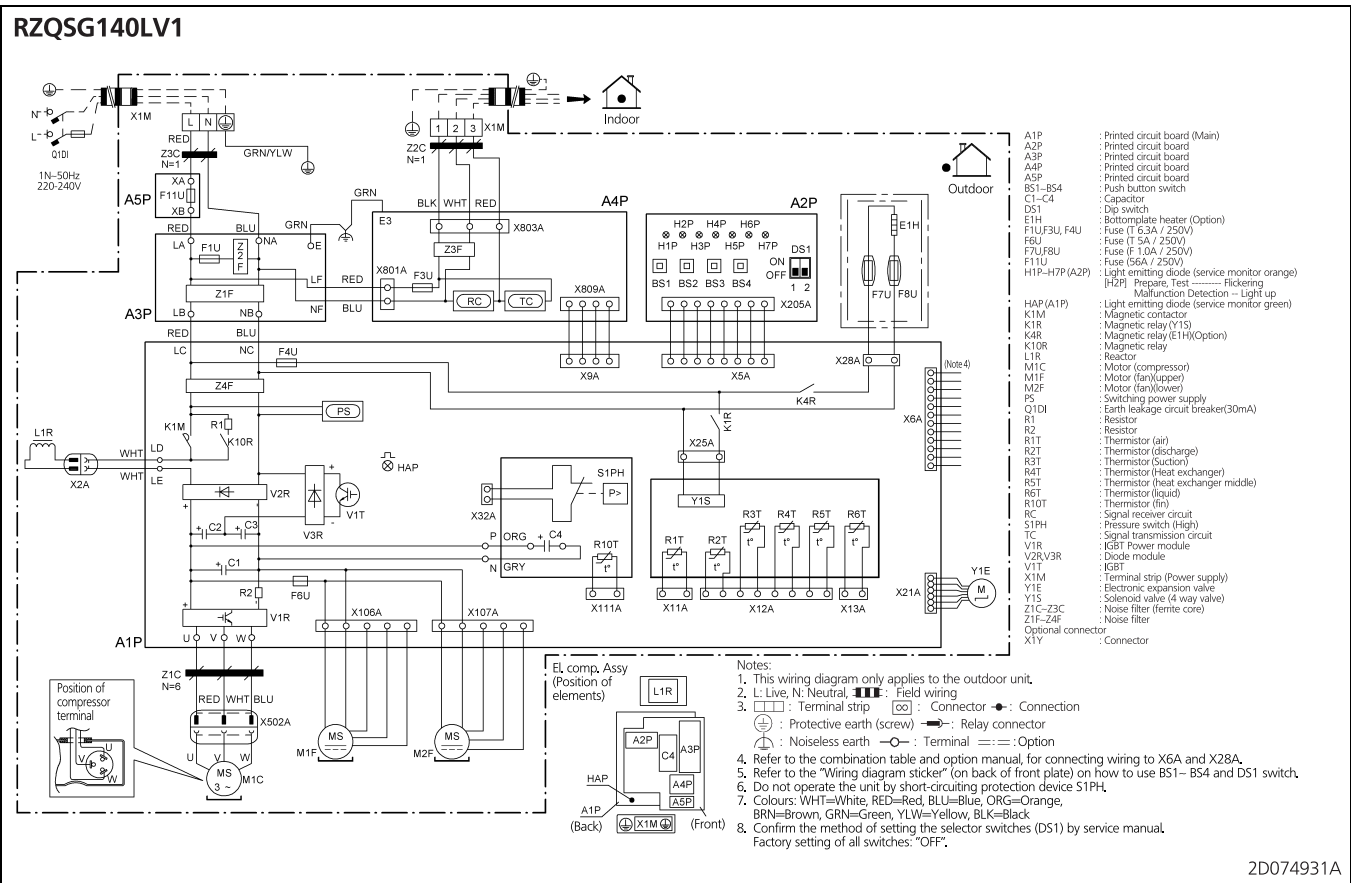 RZQSG140LV1
N
L
Q1DI
1N~50Hz
220-240V
X1M
L N
RED
Z3C
N=1
GRN/YLW
1 2 3
X1M
Z2C
N=1
Indoor
Outdoor
A5P
XA
F11U
XB
RED
BLU
GRN
GRN
BLK WHT RED
E3
A4P
X803A
Z3F
X801A
F3U
RC
TC
X809A
LA
F1U
Z2F
NA
E
LF
NF
RED
BLU
Z1F
A3P
LB
NB
RED
BLU
A2P
H2P H4P H6P
H1P H3P H5P H7P
DS1
ON
OFF
1 2
BS1 BS2 BS3 BS4
X205A
E1H
F7U F8U
LC
NC
F4U
X9A
X5A
X28A
(Note 4)
X6A
Z4F
PS
K4R
K1R
K1M
R1
K10R
L1R
WHT
WHT
LD
LE
X2A
HAP
X25A
Y1S
V2R
+
-
V1T
V3R
+ C2
+ C3
S1PH
P>
X32A
P
ORG
+ C4
N
GRY
R10T
t°
X111A
R1T
t°
R2T
t°
R3T
t°
R4T
t°
R5T
t°
R6T
t°
X11A
X12A
X13A
X21A
Y1E
M
+ C1
R2
F6U
V1R
X106A
X107A
A1P
U V W
Z1C
N=6
RED WHT BLU
X502A
U V W
MS
3 ~
M1C
MS
M1F
MS
M2F
Position of
compressor
terminal
U
V
W
El. comp. Assy
(Position of
elements)
L1R
A2P
C4
A3P
A4P
A5P
HAP
A1P
(Back)
X1M
(Front)
A1P : Printed circuit board (Main)
A2P : Printed circuit board
A3P : Printed circuit board
A4P : Printed circuit board
A5P : Printed circuit board
BS1~BS4 : Push button switch
C1~C4 : Capacitor
DS1 : Dip switch
E1H : Bottomplate heater (Option)
F1U,F3U, F4U : Fuse (T 6.3A / 250V)
F6U : Fuse (T 5A / 250V)
F7U,F8U : Fuse (F 1.0A / 250V)
F11U : Fuse (56A / 250V)
H1P~H7P (A2P) : Light emitting diode (service monitor orange)
[H2P] Prepare, Test --------- Flickering
Malfunction Detection -- Light up
HAP (A1P) : Light emitting diode (service monitor green)
K1M : Magnetic contactor
K1R : Magnetic relay (Y1S)
K4R : Magnetic relay (E1H)(Option)
K10R : Magnetic relay
L1R : Reactor
M1C : Motor (compressor)
M1F : Motor (fan)(upper)
M2F : Motor (fan)(lower)
PS : Switching power supply
Q1DI : Earth leakage circuit breaker(30mA)
R1 : Resistor
R2 : Resistor
R1T : Thermistor (air)
R2T : Thermistor (discharge)
R3T : Thermistor (Suction)
R4T : Thermistor (Heat exchanger)
R5T : Thermistor (heat exchanger middle)
R6T : Thermistor (liquid)
R10T : Thermistor (fin)
RC : Signal receiver circuit
S1PH : Pressure switch (High)
TC : Signal transmission circuit
V1R : IGBT Power module
V2R,V3R : Diode module
V1T : IGBT
X1M : Terminal strip (Power supply)
Y1E : Electronic expansion valve
Y1S : Solenoid valve (4 way valve)
Z1C~Z3C : Noise filter (ferrite core)
Z1F~Z4F : Noise filter
Optional connector
X1Y : Connector
Notes:
1. This wiring diagram only applies to the outdoor unit.
2. L: Live, N: Neutral, : Field wiring
3. : Terminal strip : Connector : Connection
: Protective earth (screw) : Relay connector
: Noiseless earth : Terminal : Option
4. Refer to the combination table and option manual, for connecting wiring to X6A and X28A.
5. Refer to the "Wiring diagram sticker" (on back of front plate) on how to use BS1~ BS4 and DS1 switch.
6. Do not operate the unit by short-circuiting protection device S1PH.
7. Colours: WHT=White, RED=Red, BLU=Blue, ORG=Orange,
BRN=Brown, GRN=Green, YLW=Yellow, BLK=Black
8. Confirm the method of setting the selector switches (DS1) by service manual.
Factory setting of all switches: "OFF".
2D074931A